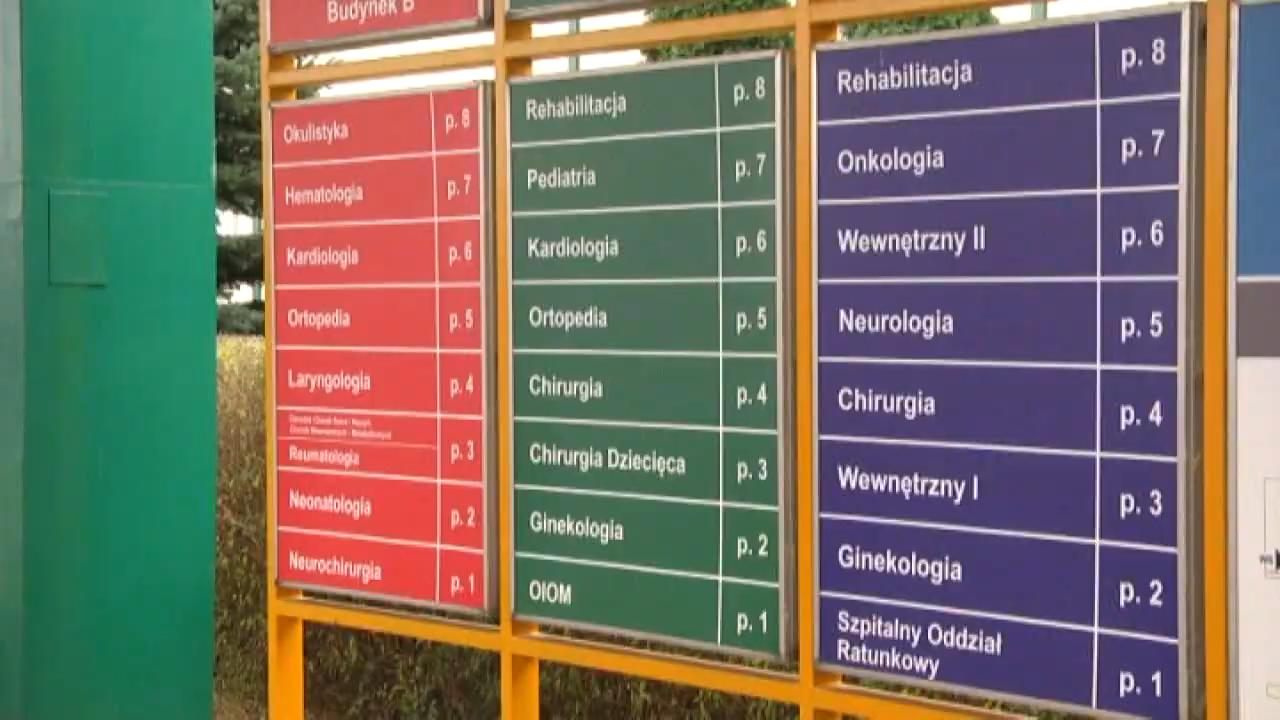 Budynek B
Okulistyka p. 8
Hematologia p. 7
Kardiologia p. 6
Ortopedia p. 5
Laryngologia p. 4
Reumatologia p. 3
Neonatologia p. 2
Neurochirurgia p. 1
Rehabilitacja p. 8
Pediatria p. 7
Kardiologia p. 6
Ortopedia p. 5
Chirurgia p. 4
Chirurgia Dziecięca p. 3
Ginekologia p. 2
OIOM p. 1
Rehabilitacja p. 8
Onkologia p. 7
Wewnętrzny II p. 6
Neurologia p. 5
Chirurgia p. 4
Wewnętrzny I p. 3
Ginekologia p. 2
Szpitalny Oddział
Ratunkowy p. 1